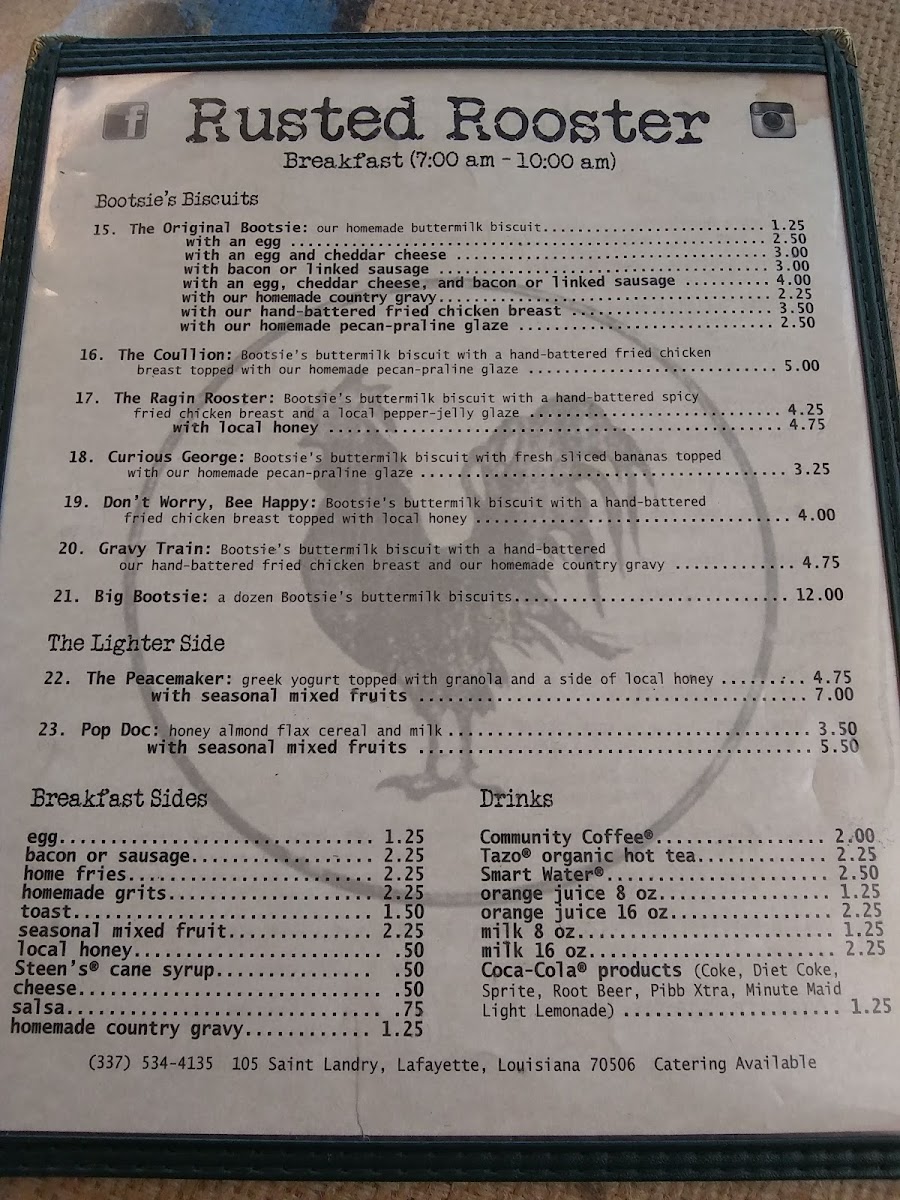 f
Rusted Rooster
Breakfast (7:00 am - 10:00 am)
Bootsie's Biscuits
15. The Original Bootsie: our homemade buttermilk biscuit............................ 1.25
with an egg ............................................................. 2.50
with an egg and cheddar cheese ........................................ 3.00
with bacon or linked sausage .......................................... 3.00
with an egg, cheddar cheese, and bacon or linked sausage .......... 4.00
with our homemade country gravy.......................................... 2.25
with our hand-battered fried chicken breast ......................... 3.50
with our homemade pecan-praline glaze ................................ 2.50
16. The Coullion: Bootsie's buttermilk biscuit with a hand-battered fried chicken
breast topped with our homemade pecan-praline glaze ............................... 5.00
17. The Ragin Rooster: Bootsie's buttermilk biscuit with a hand-battered spicy
fried chicken breast and a local pepper-jelly glaze ............................... 4.25
with local honey ........................................................ 4.75
18. Curious George: Bootsie's buttermilk biscuit with fresh sliced bananas topped
with our homemade pecan-praline glaze ............................................. 3.25
19. Don't Worry, Bee Happy: Bootsie's buttermilk biscuit with a hand-battered
fried chicken breast topped with local honey ...................................... 4.00
20. Gravy Train: Bootsie's buttermilk biscuit with a hand-battered
our hand-battered fried chicken breast and our homemade country gravy ............. 4.75
21. Big Bootsie: a dozen Bootsie's buttermilk biscuits.................................. 12.00
The Lighter Side
22. The Peacemaker: greek yogurt topped with granola and a side of local honey ......... 4.75
with seasonal mixed fruits ................................................ 7.00
23. Pop Doc: honey almond flax cereal and milk.......................................... 3.50
with seasonal mixed fruits ................................................ 5.50
Breakfast Sides
egg................................ 1.25
bacon or sausage................... 2.25
home fries......................... 2.25
homemade grits..................... 2.25
toast.............................. 1.50
seasonal mixed fruit............... 2.25
local honey......................... .50
Steen's® cane syrup................ .50
cheese............................... .50
salsa................................ .75
homemade country gravy............ 1.25
Drinks
Community Coffee®.................. 2.00
Tazo® organic hot tea.............. 2.25
Smart Water®....................... 2.50
orange juice 8 oz.................. 1.25
orange juice 16 oz................. 2.25
milk 8 oz.......................... 1.25
milk 16 oz......................... 2.25
Coca-Cola® products (Coke, Diet Coke,
Sprite, Root Beer, Pibb Xtra, Minute Maid
Light Lemonade) ...................... 1.25
(337) 534-4135 105 Saint Landry, Lafayette, Louisiana 70506 Catering Available